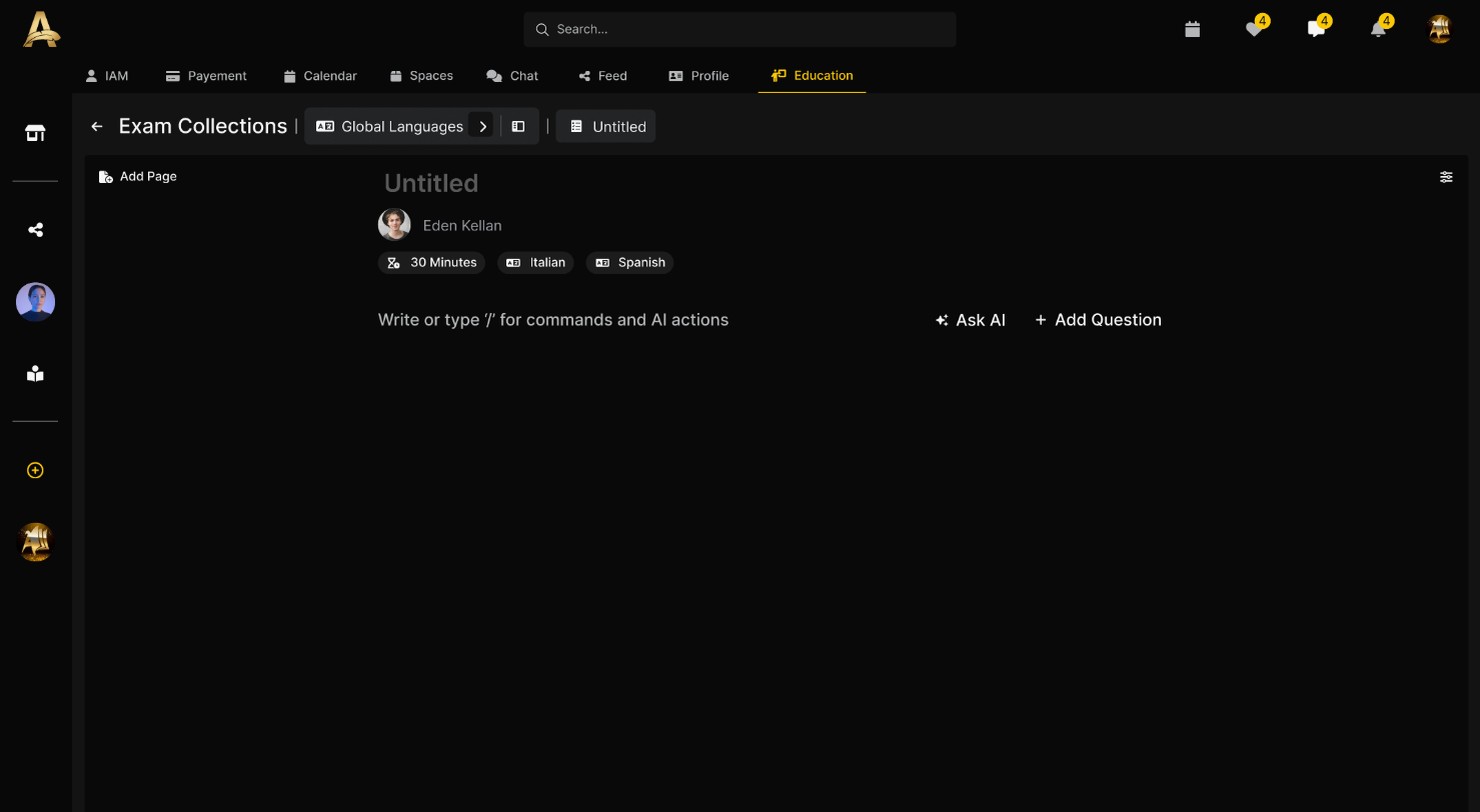 Search...
4
4
4
IAM
Payement
Calendar
Spaces
Chat
Feed
Profile
Education
Exam Collections | Global Languages | Untitled
Add Page
Untitled
Eden Kellan
30 Minutes
Italian
Spanish
Write or type ‘/’ for commands and AI actions
Ask AI
+ Add Question